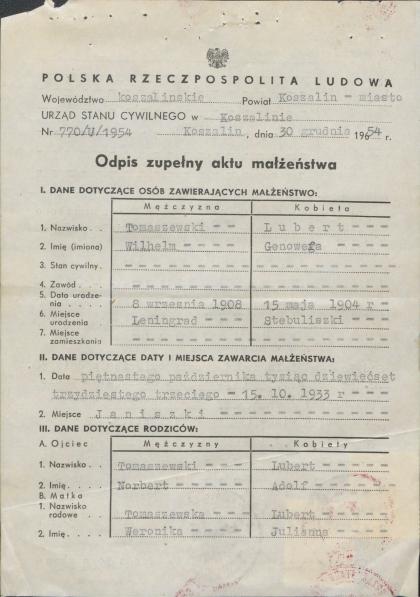 POLSKA RZECZPOSPOLITA LUDOWA
Województwo koszalińskie Powiat Koszalin - miasto
URZĄD STANU CYWILNEGO w Koszalinie
Nr 770/V/1954 Koszalin, dnia 30 grudnia 1954 r.
Odpis zupełny aktu małżeństwa
I. DANE DOTYCZĄCE OSÓB ZAWIERAJĄCYCH MAŁŻEŃSTWO:
Mężczyzna Kobieta
1. Nazwisko . . Tomaszewski - - L u b e r t - - -
2. Imię (imiona) Wilhelm - - - Genowefa - - - -
3. Stan cywilny . - - - - - - - - - - - - - - - -
4. Zawód . . . - - - - - - - - - - - - - - - -
5. Data urodzenia . . . . 8 września 1908 15 maja 1904 r -
6. Miejsce urodzenia Leningrad - - - Stebuliszki - - -
7. Miejsce zamieszkania - - - - - - - - - - - - - - - -
II. DANE DOTYCZĄCE DATY I MIEJSCA ZAWARCIA MAŁŻEŃSTWA:
1. Data piętnastego października tysiąc dziewięćset
trzydziestego trzeciego - 15. 10. 1933 r - - -
2. Miejsce J a n i s z k i - - - - - - - - - -
III. DANE DOTYCZĄCE RODZICÓW:
A. Ojciec Mężczyzny Kobiety
1. Nazwisko . . Tomaszewski - - - Lubert - - - -
2. Imię . . . . Norbert - - - Adolf - - - -
B. Matka
1. Nazwisko rodowe . . . Tomaszewska - - Lubert - - - -
2. Imię . . . . Weronika - - - Julianna - - -